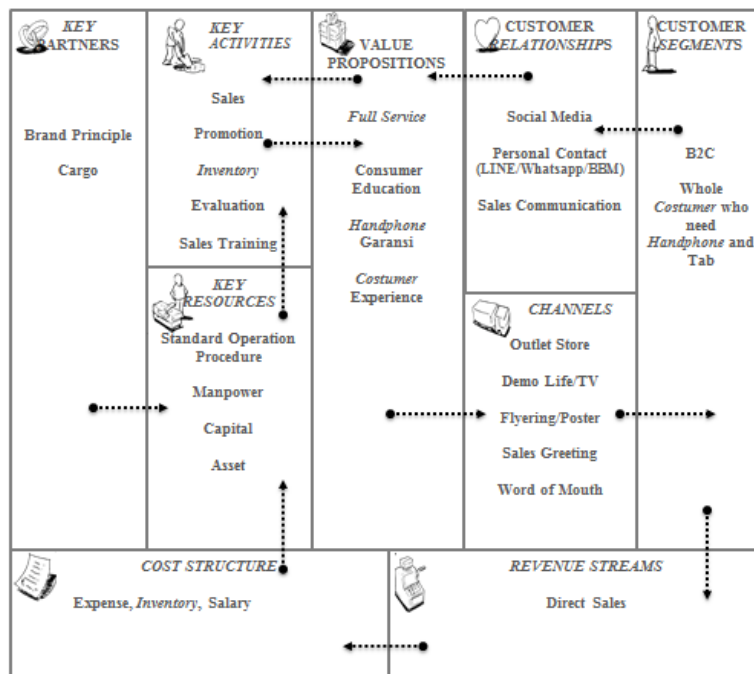 KEY
PARTNERS
Brand Principle
Cargo
KEY
ACTIVITIES
Sales
Promotion
Inventory
Evaluation
Sales Training
KEY
RESOURCES
Standard Operation
Procedure
Manpower
Capital
Asset
VALUE
PROPOSITIONS
Full Service
Consumer
Education
Handphone
Garansi
Costumer
Experience
CUSTOMER
RELATIONSHIPS
Social Media
Personal Contact
(LINE/Whatsapp/BBM)
Sales Communication
CHANNELS
Outlet Store
Demo Life/TV
Flyering/Poster
Sales Greeting
Word of Mouth
CUSTOMER
SEGMENTS
B2C
Whole
Costumer who
need
Handphone and
Tab
COST STRUCTURE
Expense, Inventory, Salary
REVENUE STREAMS
Direct Sales